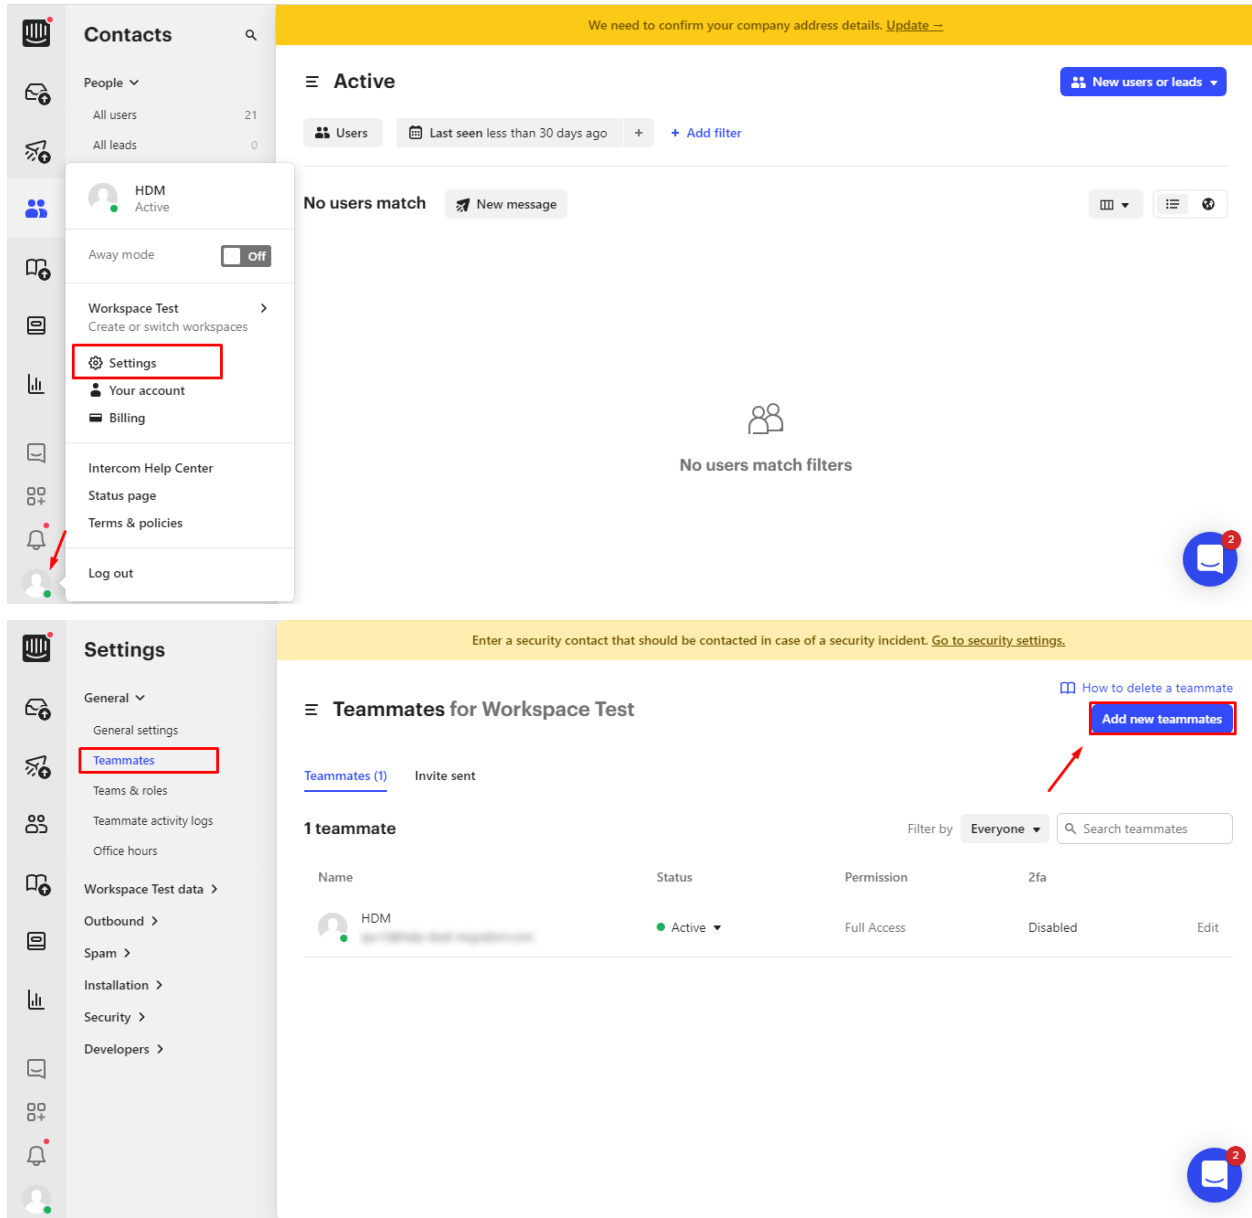 We need to confirm your company address details. Update →
Contacts
People
All users 21
All leads 0
HDM
Active
Away mode Off
Workspace Test
Create or switch workspaces
Settings
Your account
Billing
Intercom Help Center
Status page
Terms & policies
Log out
Active
New users or leads
Users
Last seen less than 30 days ago
+
+ Add filter
No users match
New message
No users match filters
2
Settings
General
General settings
Teammates
Teams & roles
Teammate activity logs
Office hours
Workspace Test data
Outbound
Spam
Installation
Security
Developers
Enter a security contact that should be contacted in case of a security incident. Go to security settings.
How to delete a teammate
Teammates for Workspace Test
Add new teammates
Teammates (1) Invite sent
1 teammate
Filter by Everyone
Search teammates
Name Status Permission 2fa
HDM
Active Full Access Disabled Edit
2